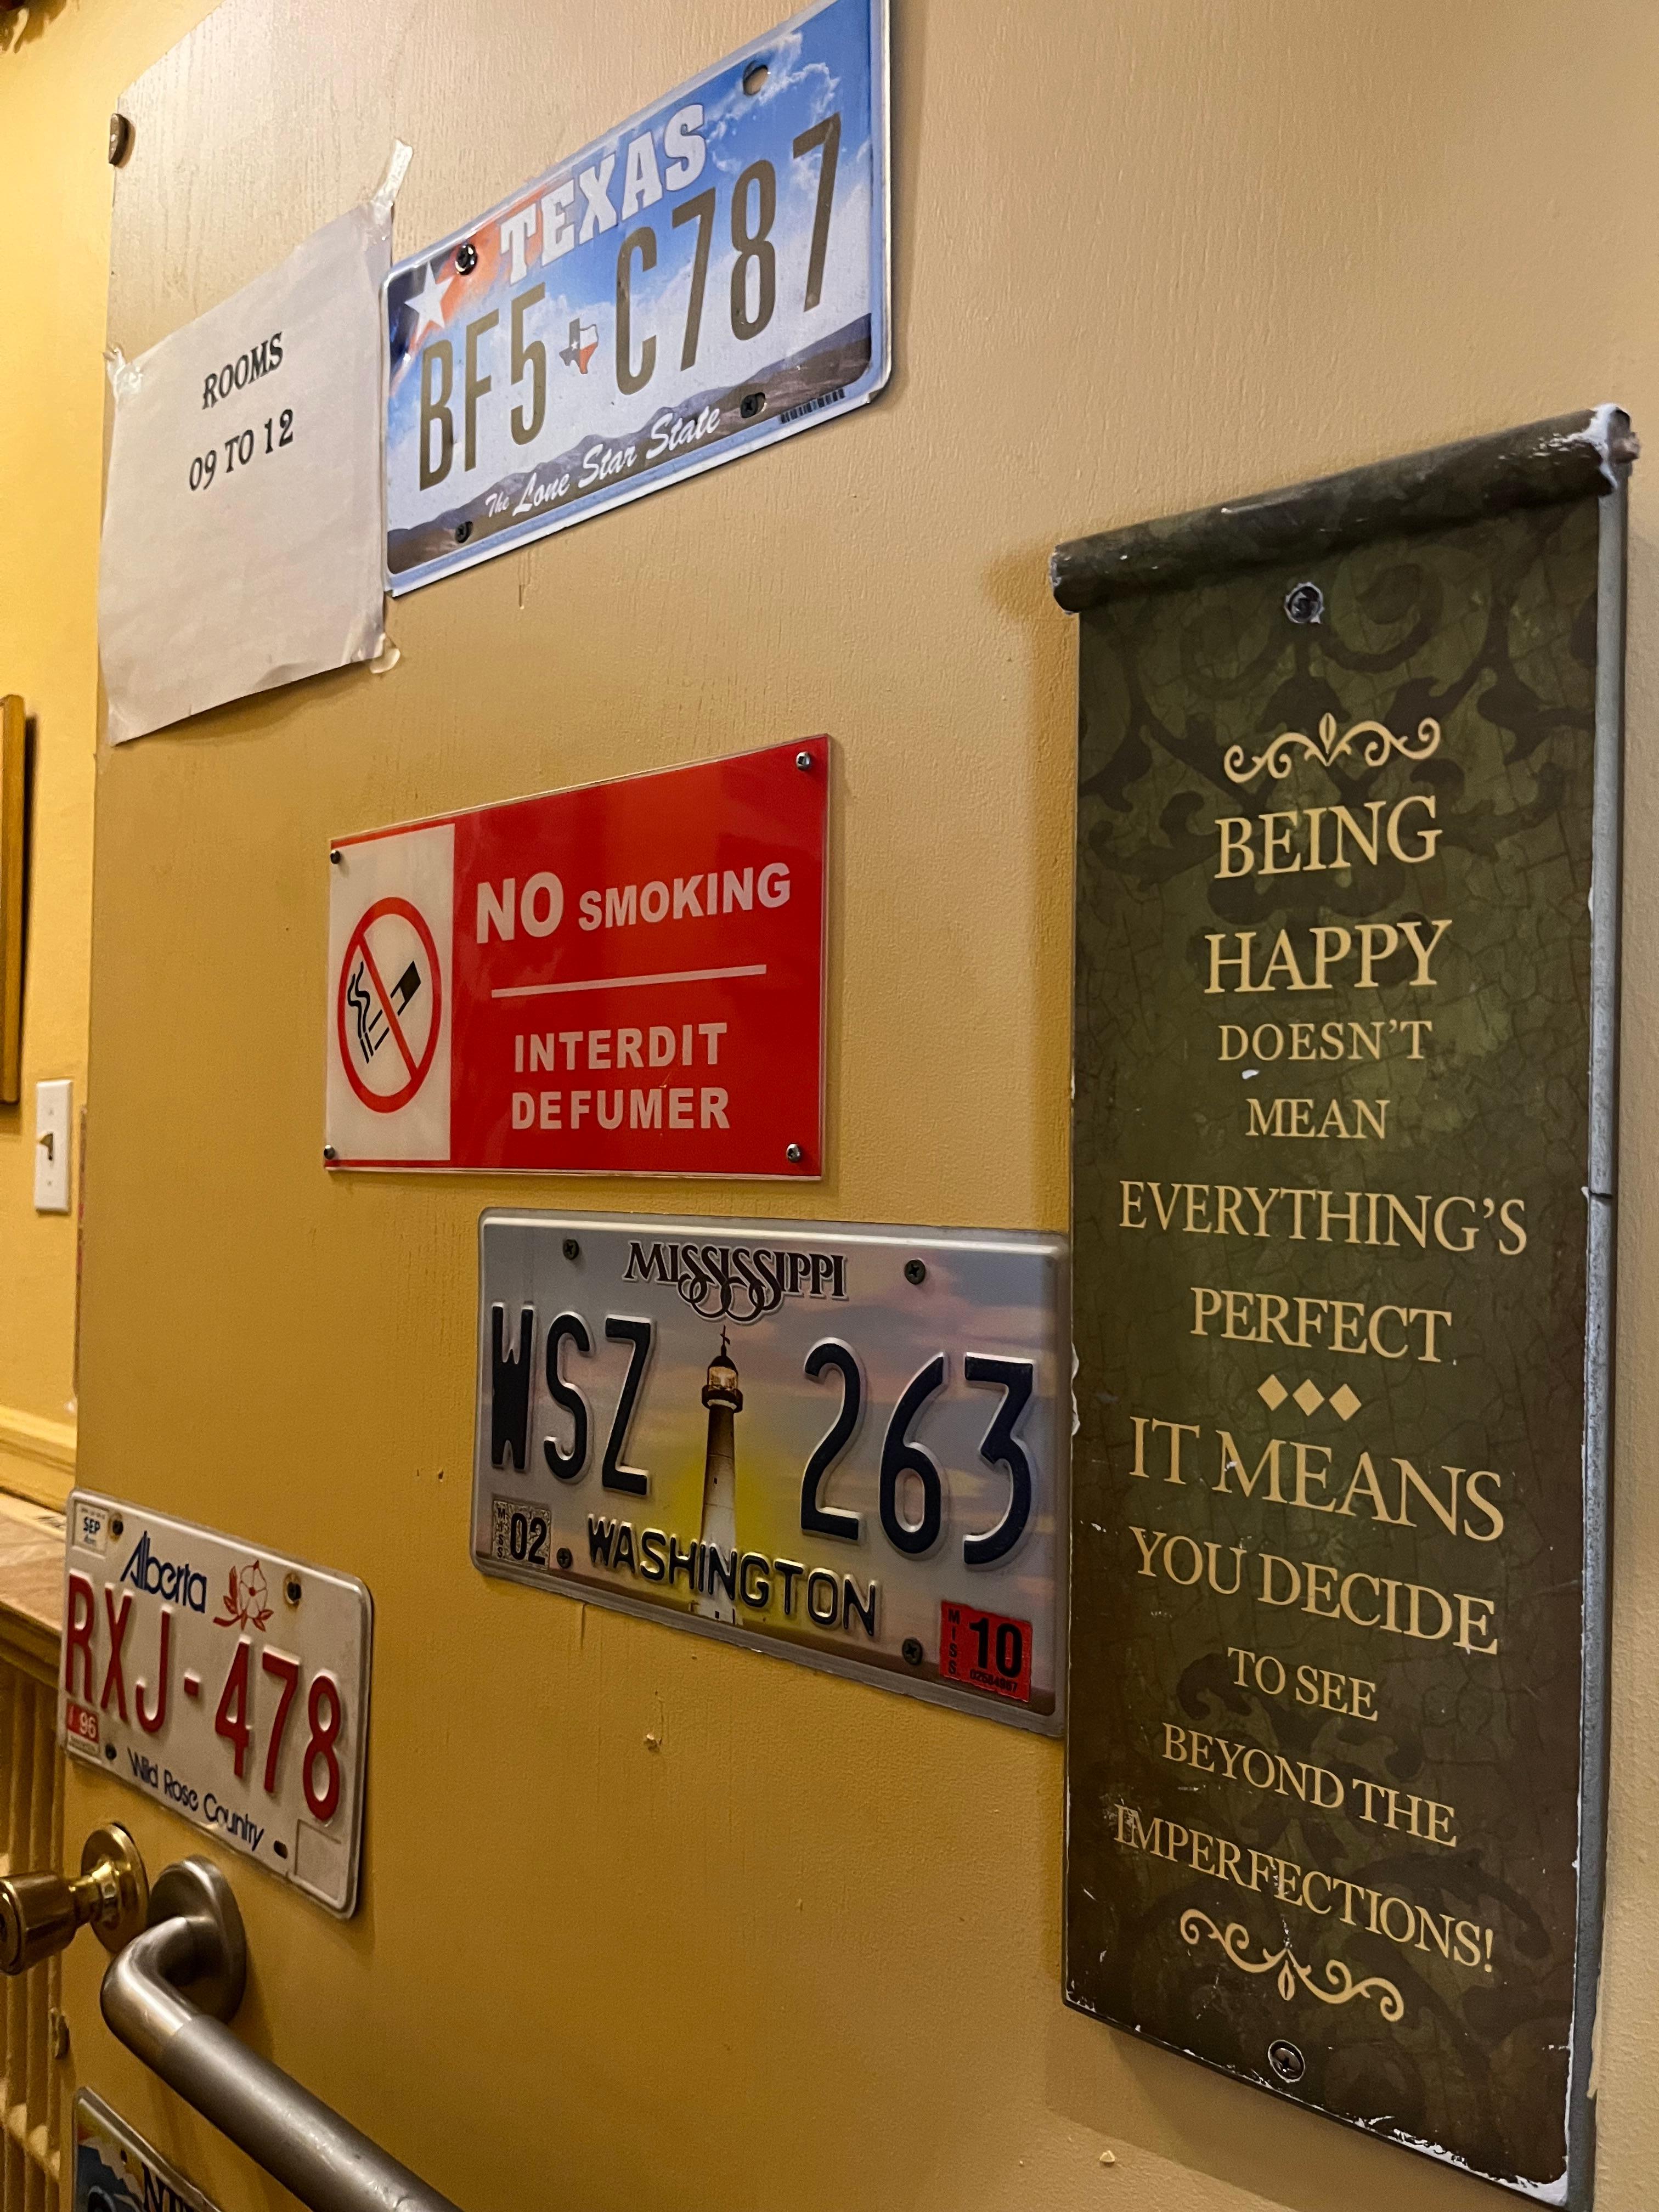 TEXAS
BF5 C787
The Lone Star State
ROOMS
09 TO 12
NO SMOKING
INTERDIT
DEFUMER
MISSISSIPPI
WSZ 263
MISS 02
WASHINGTON
MISS 10
SEP
Alberta
RXJ-478
96
Wild Rose Country
BEING
HAPPY
DOESN'T
MEAN
EVERYTHING'S
PERFECT
IT MEANS
YOU DECIDE
TO SEE
BEYOND THE
IMPERFECTIONS!